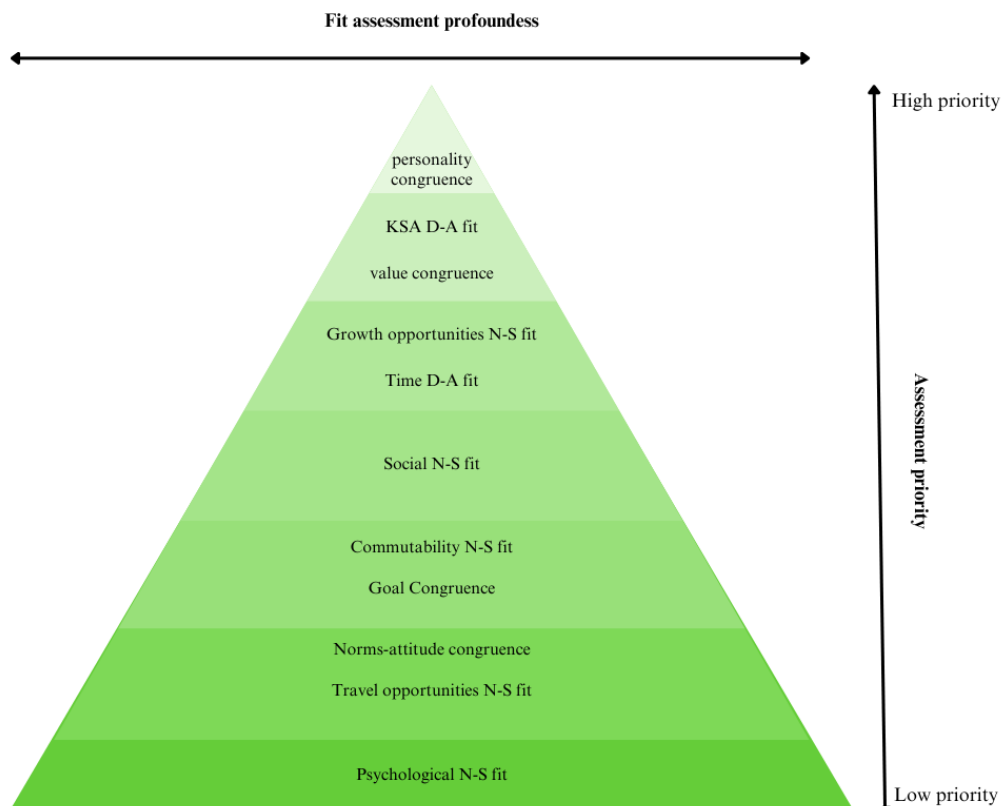 Fit assessment profoundess
High priority
personality
congruence
KSA D-A fit
value congruence
Growth opportunities N-S fit
Time D-A fit
Assessment priority
Social N-S fit
Commutability N-S fit
Goal Congruence
Norms-attitude congruence
Travel opportunities N-S fit
Psychological N-S fit
Low priority